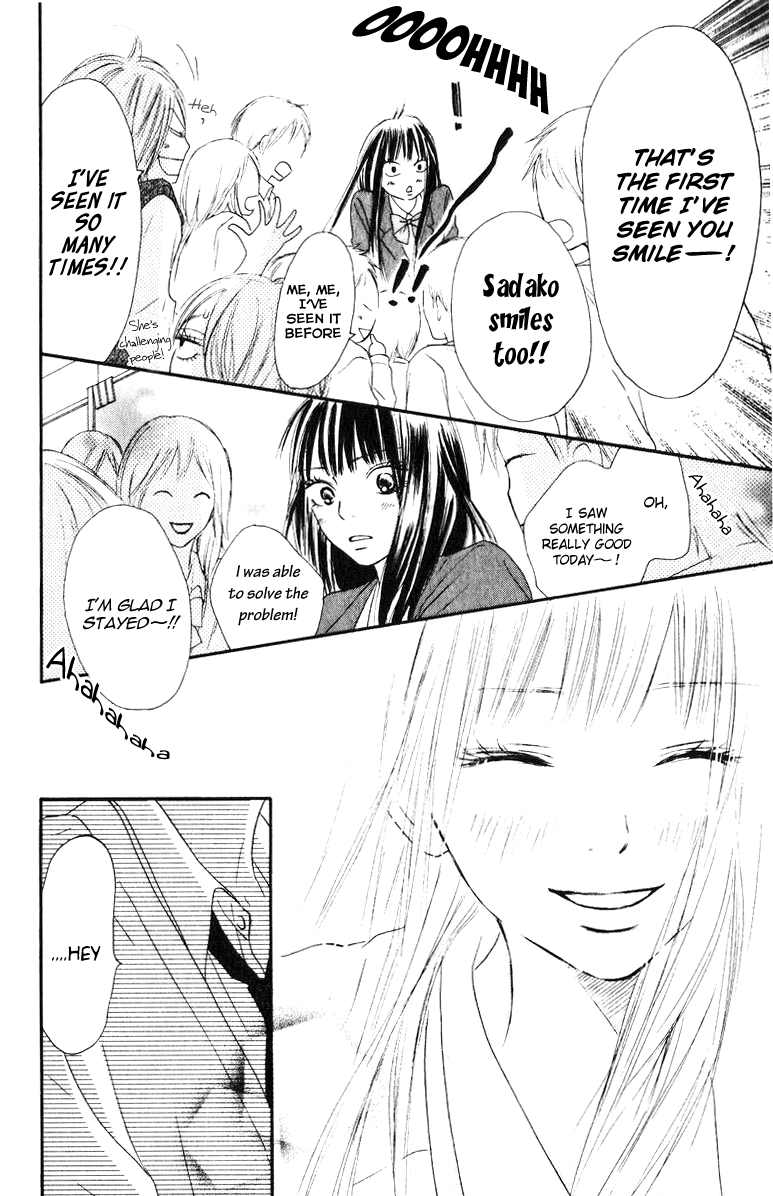 OOOOHHHH
THAT'S
THE FIRST
TIME I'VE
SEEN YOU
SMILE—!
Sadako
smiles
too!!
!!
!!
ME, ME,
I'VE
SEEN IT
BEFORE
Heh
I'VE
SEEN IT
SO
MANY
TIMES!!
She's
challenging
people!
Ahahaha
OH,
I SAW
SOMETHING
REALLY GOOD
TODAY~!
I was able
to solve the
problem!
I'M GLAD I
STAYED~!!
Ahahahaha
....HEY